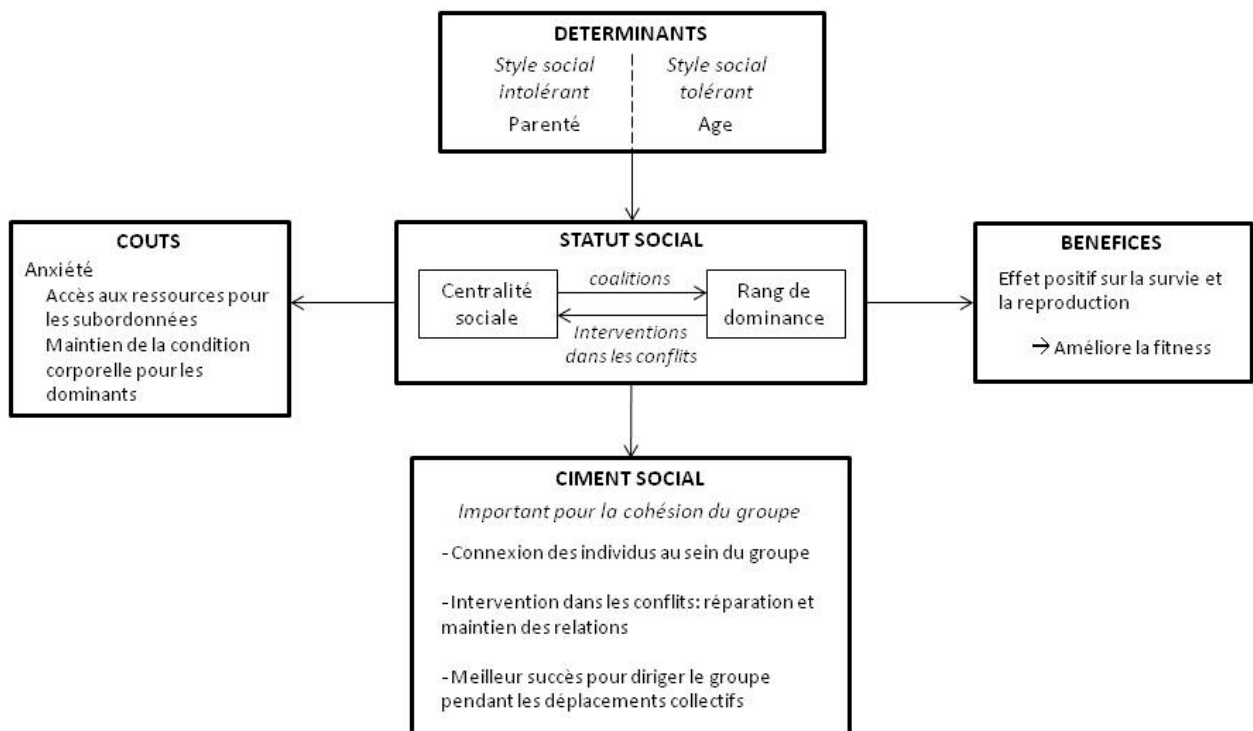 DETERMINANTS
Style social
intolérant
Parenté
Style social
tolérant
Age
COUTS
Anxiété
Accès aux ressources pour
les subordonnées
Maintien de la condition
corporelle pour les
dominants
STATUT SOCIAL
Centralité
sociale
coalitions
Interventions
dans les conflits
Rang de
dominance
BENEFICES
Effet positif sur la survie et
la reproduction
→ Améliore la fitness
CIMENT SOCIAL
Important pour la cohésion du groupe
-Connexion des individus au sein du groupe
-Intervention dans les conflits: réparation et
maintien des relations
-Meilleur succès pour diriger le groupe
pendant les déplacements collectifs